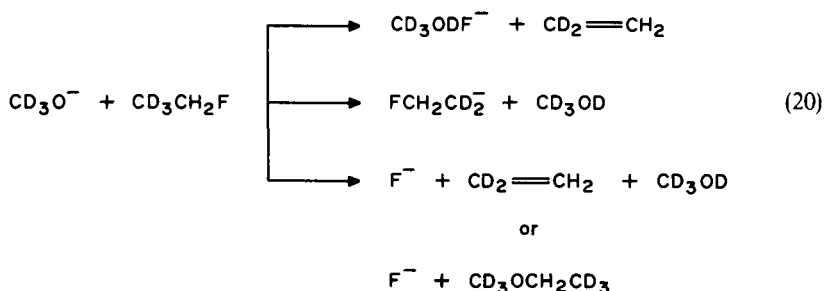 CD₃ODF⁻ + CD₂=CH₂
CD₃O⁻ + CD₃CH₂F
FCH₂CD₂⁻ + CD₃OD
(20)
F⁻ + CD₂=CH₂ + CD₃OD
or
F⁻ + CD₃OCH₂CD₃